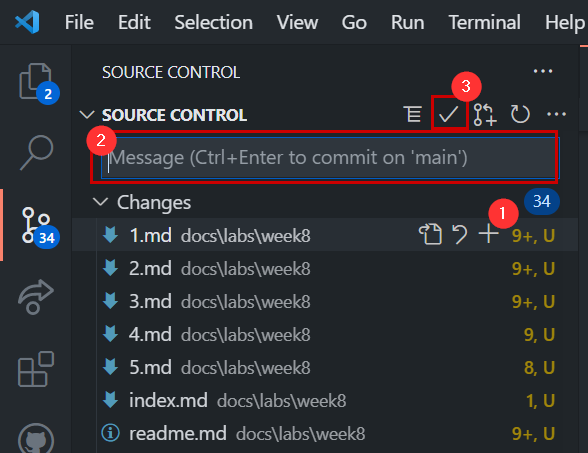 File Edit Selection View Go Run Terminal Help
2
SOURCE CONTROL ...
3
SOURCE CONTROL ...
2
Message (Ctrl+Enter to commit on 'main')
Changes 34
34
1
1.md docs\labs\week8 9+, U
2.md docs\labs\week8 9+, U
3.md docs\labs\week8 9+, U
4.md docs\labs\week8 9, U
5.md docs\labs\week8 8, U
index.md docs\labs\week8 1, U
readme.md docs\labs\week8 9+, U